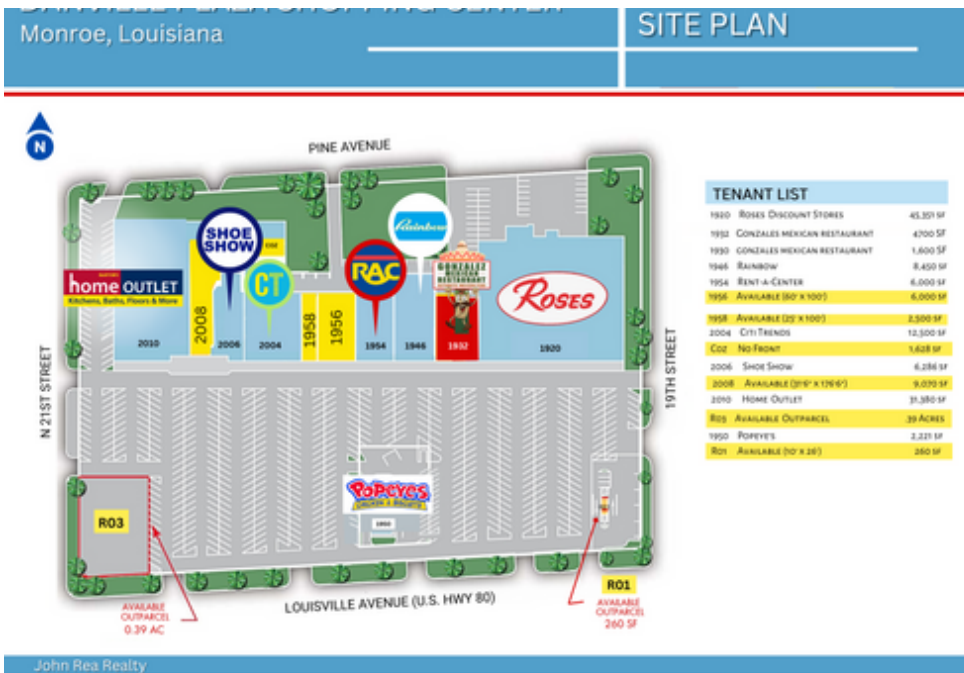 Monroe, Louisiana
SITE PLAN
N
PINE AVENUE
N 21ST STREET
19TH STREET
LOUISVILLE AVENUE (U.S. HWY 80)
home OUTLET
Kitchens, Baths, Floors & More
SHOE
SHOW
CT
RAC
Rainbow
GONZALEZ
MEXICAN
RESTAURANT
ROSES
2010
2008
2006
2004
1958
1956
1954
1946
1932
1920
POPEYES
CHICKEN & BISCUITS
1950
R03
AVAILABLE
OUTPARCEL
0.39 AC
R01
AVAILABLE
OUTPARCEL
260 SF
TENANT LIST
1920 ROSES DISCOUNT STORES 45,351 SF
1932 GONZALES MEXICAN RESTAURANT 4700 SF
1930 GONZALES MEXICAN RESTAURANT 1,600 SF
1946 RAINBOW 8,450 SF
1954 RENT-A-CENTER 6,000 SF
1956 AVAILABLE (60' X 100') 6,000 SF
1958 AVAILABLE (25' X 100') 2,500 SF
2004 CITI TRENDS 12,500 SF
C02 NO FRONT 1,628 SF
2006 SHOE SHOW 6,286 SF
2008 AVAILABLE 9,070 SF
2010 HOME OUTLET 31,380 SF
R03 AVAILABLE OUTPARCEL .39 ACRES
1950 POPEYE'S 2,221 SF
R01 AVAILABLE (10' X 26') 260 SF
John Rea Realty